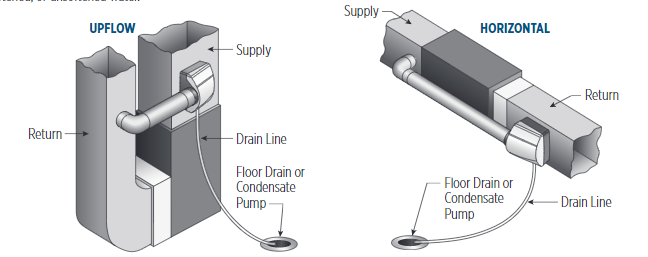 UPFLOW
Supply
Return
Drain Line
Floor Drain or
Condensate
Pump
Supply
HORIZONTAL
Return
Floor Drain or
Condensate
Pump
Drain Line